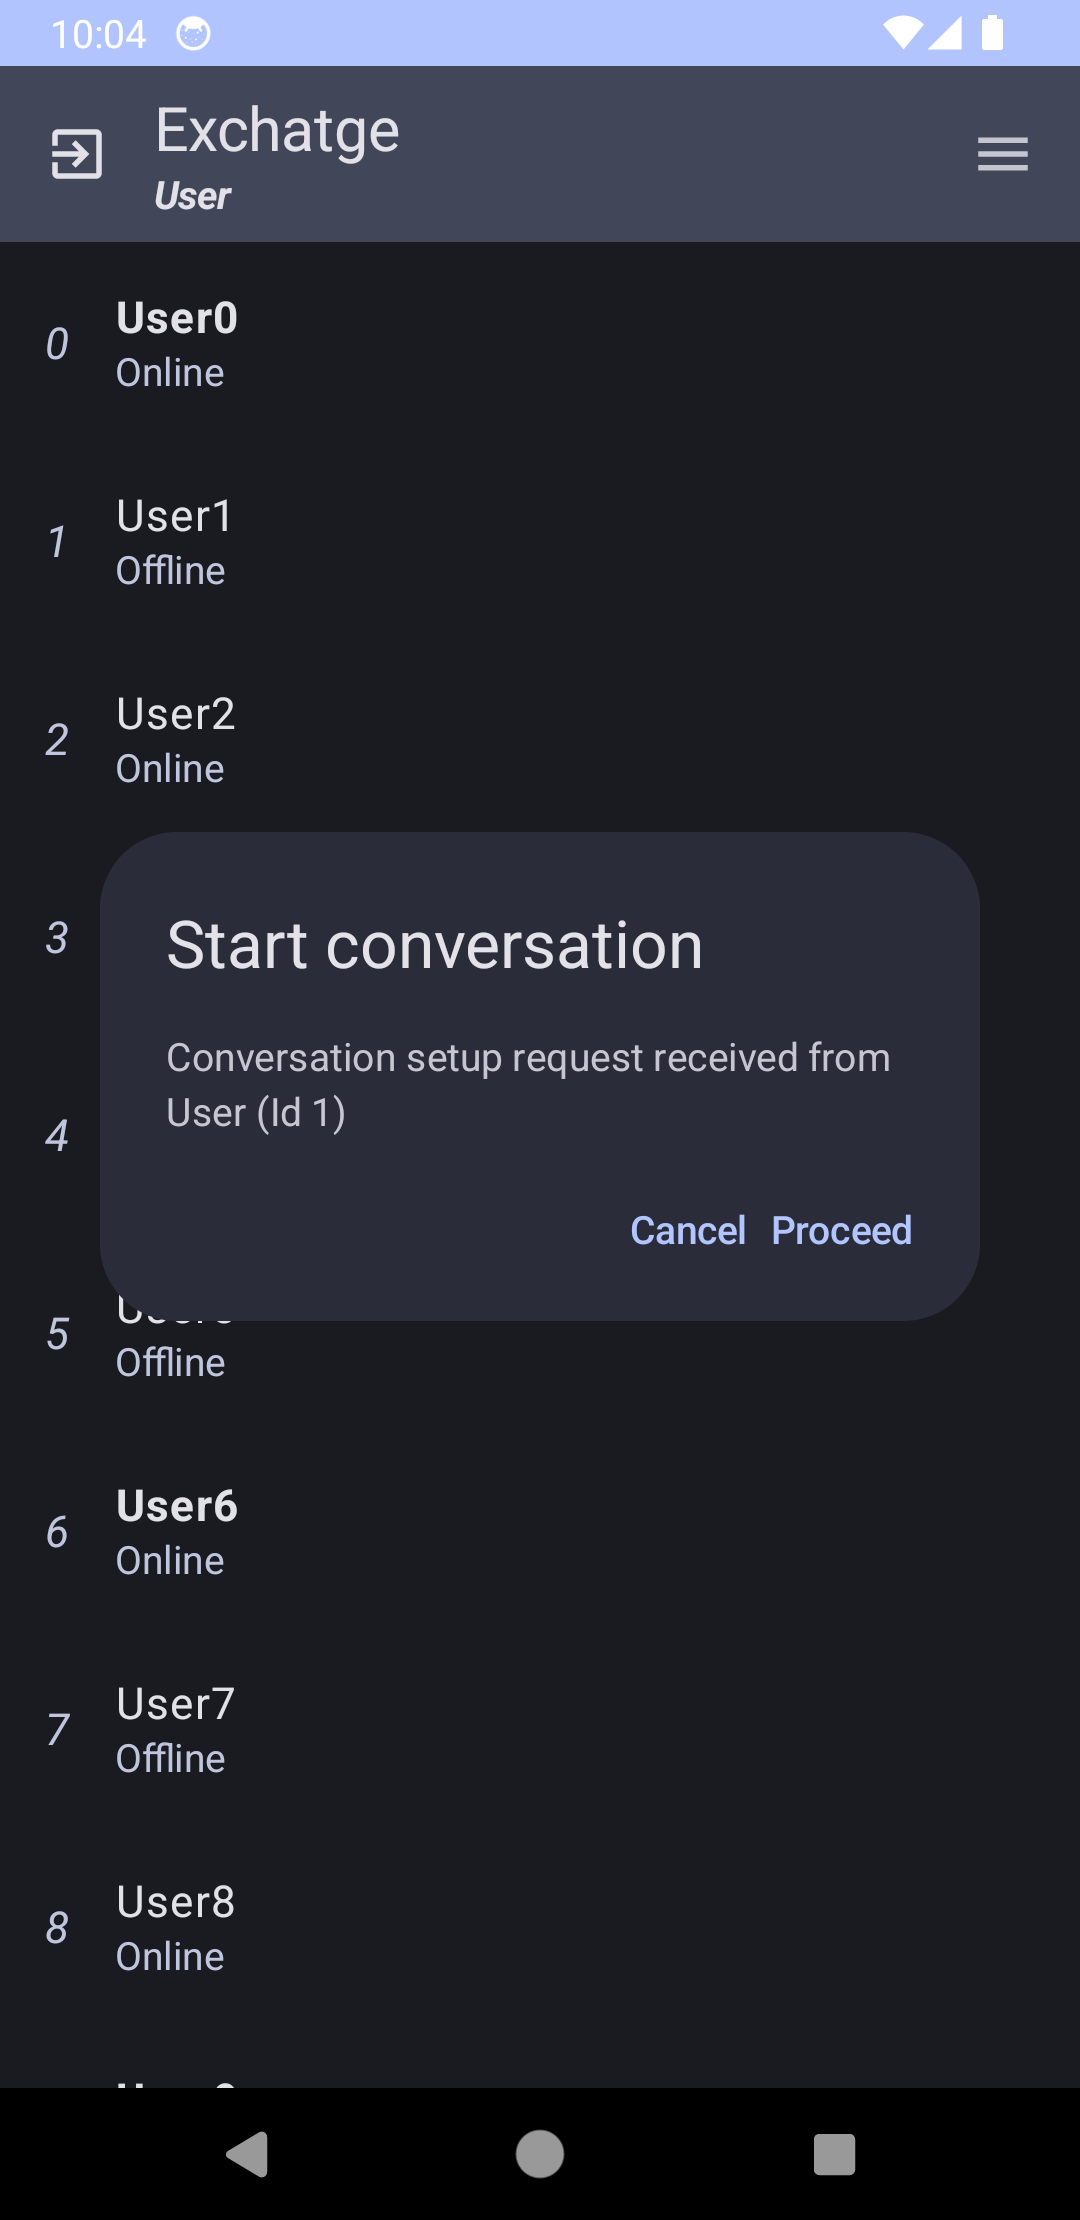 10:04
Exchatge
User
0
User0
Online
1
User1
Offline
2
User2
Online
3
Start conversation
Conversation setup request received from
User (Id 1)
4
Cancel Proceed
5
Offline
6
User6
Online
7
User7
Offline
8
User8
Online